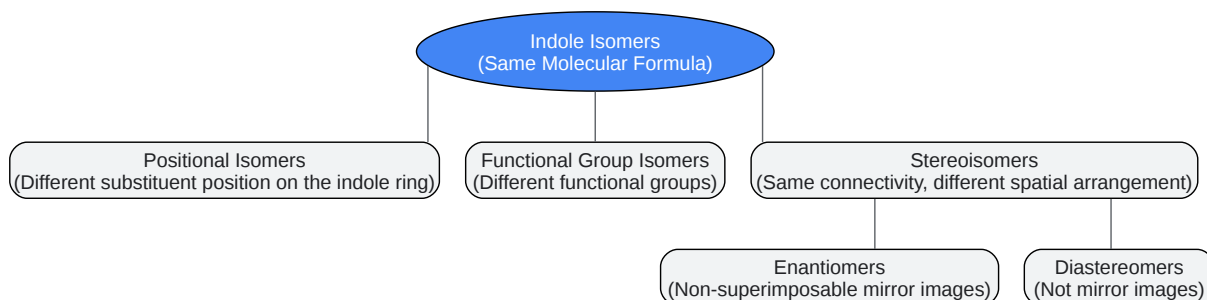 Indole Isomers
(Same Molecular Formula)
Positional Isomers
(Different substituent position on the indole ring)
Functional Group Isomers
(Different functional groups)
Stereoisomers
(Same connectivity, different spatial arrangement)
Enantiomers
(Non-superimposable mirror images)
Diastereomers
(Not mirror images)